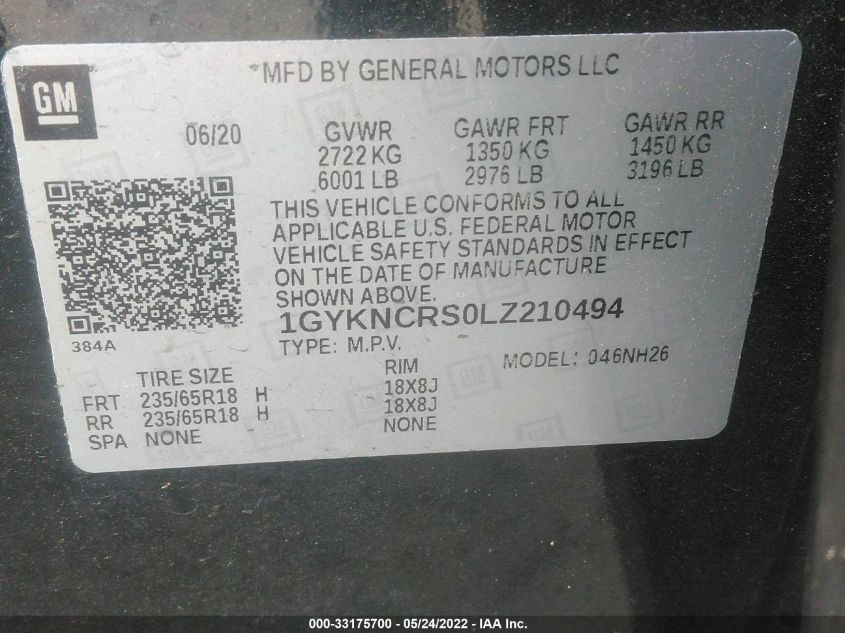 GM
*MFD BY GENERAL MOTORS LLC
06/20 GVWR GAWR FRT GAWR RR
2722 KG 1350 KG 1450 KG
6001 LB 2976 LB 3196 LB
THIS VEHICLE CONFORMS TO ALL
APPLICABLE U.S. FEDERAL MOTOR
VEHICLE SAFETY STANDARDS IN EFFECT
ON THE DATE OF MANUFACTURE
SHOWN ABOVE.
1GYKNCRS0LZ210494
384A
TYPE: M.P.V. MODEL: 046NH26
TIRE SIZE RIM
FRT 235/65R18 H 18X8J
RR 235/65R18 H 18X8J
SPA NONE NONE
000-33175700 - 05/24/2022 - IAA Inc.